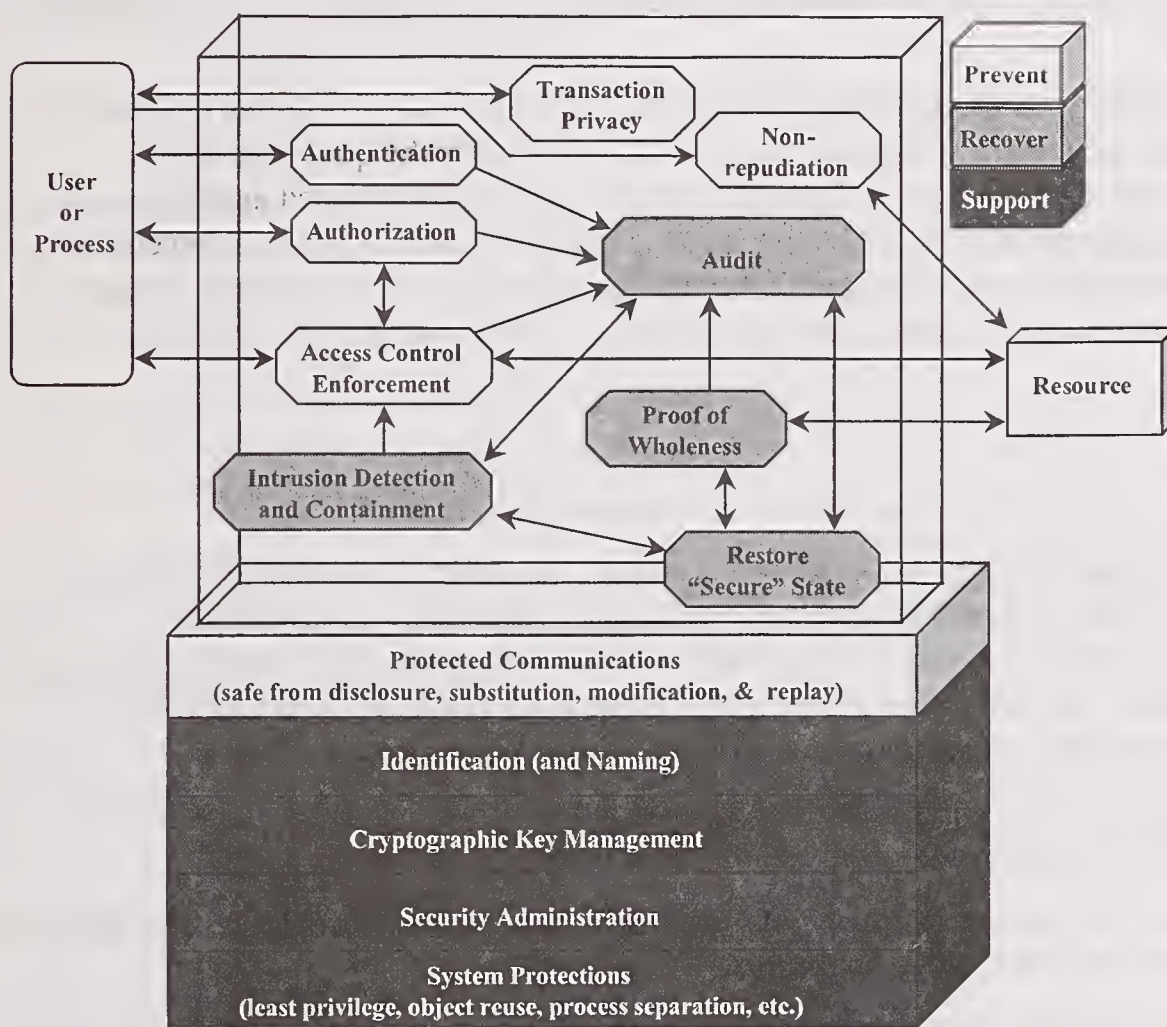 Prevent
Recover
Support
User
or
Process
Transaction
Privacy
Non-
repudiation
Authentication
Authorization
Audit
Access Control
Enforcement
Resource
Proof of
Wholeness
Intrusion Detection
and Containment
Restore
“Secure” State
Protected Communications
(safe from disclosure, substitution, modification, & replay)
Identification (and Naming)
Cryptographic Key Management
Security Administration
System Protections
(least privilege, object reuse, process separation, etc.)